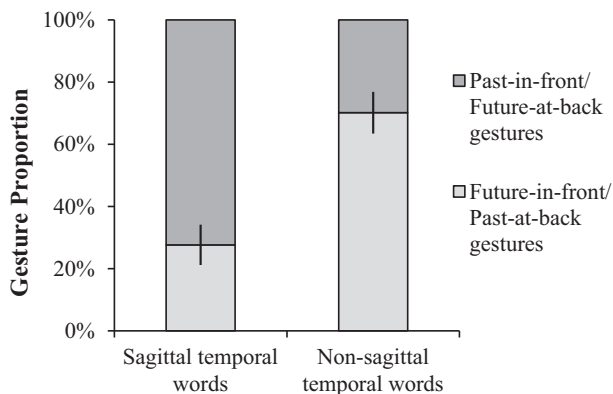 Gesture Proportion
100%
80%
60%
40%
20%
0%
Sagittal temporal
words
Non-sagittal
temporal words
Past-in-front/
Future-at-back
gestures
Future-in-front/
Past-at-back
gestures